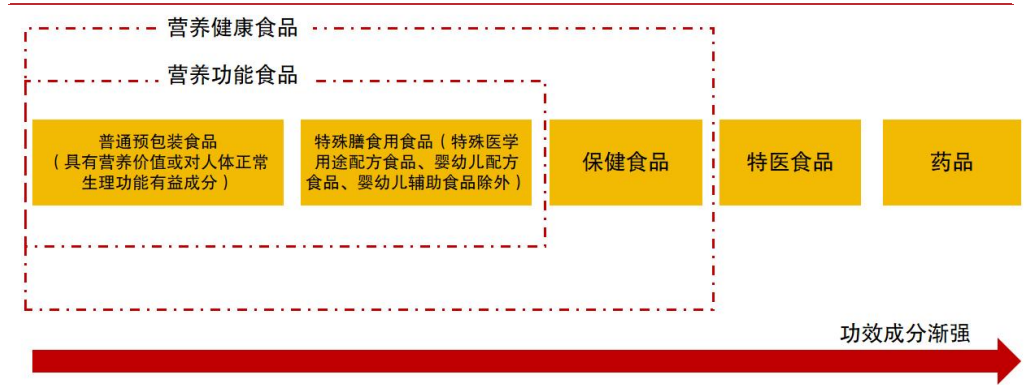 营养健康食品
营养功能食品
普通预包装食品
（具有营养价值或对人体正常
生理功能有益成分）
特殊膳食用食品（特殊医学
用途配方食品、婴幼儿配方
食品、婴幼儿辅助食品除外）
保健食品
特医食品
药品
功效成分渐强